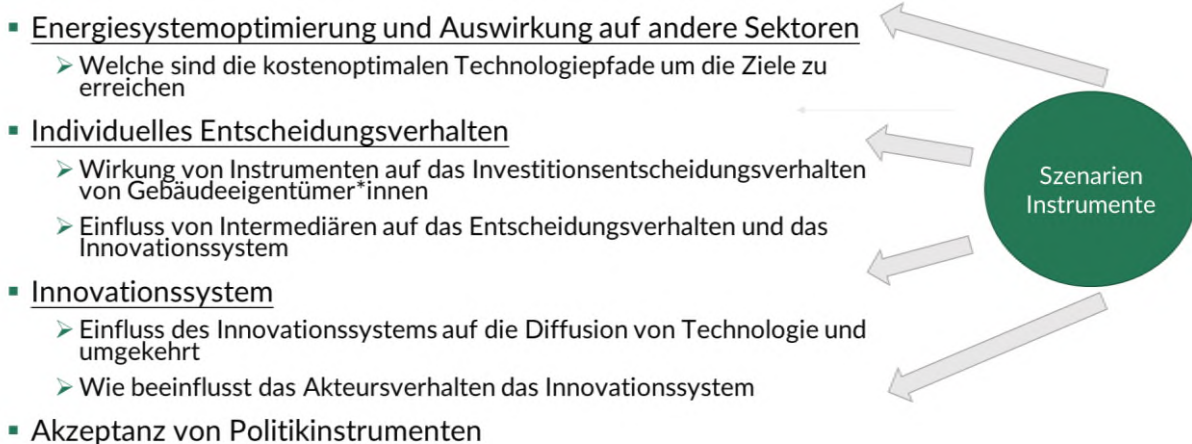 ▪ Energiesystemoptimierung und Auswirkung auf andere Sektoren
➢ Welche sind die kostenoptimalen Technologiepfade um die Ziele zu
erreichen
▪ Individuelles Entscheidungsverhalten
➢ Wirkung von Instrumenten auf das Investitionsentscheidungsverhalten
von Gebäudeeigentümer*innen
➢ Einfluss von Intermediären auf das Entscheidungsverhalten und das
Innovationssystem
▪ Innovationssystem
➢ Einfluss des Innovationssystems auf die Diffusion von Technologie und
umgekehrt
➢ Wie beeinflusst das Akteursverhalten das Innovationssystem
▪ Akzeptanz von Politikinstrumenten
Szenarien
Instrumente